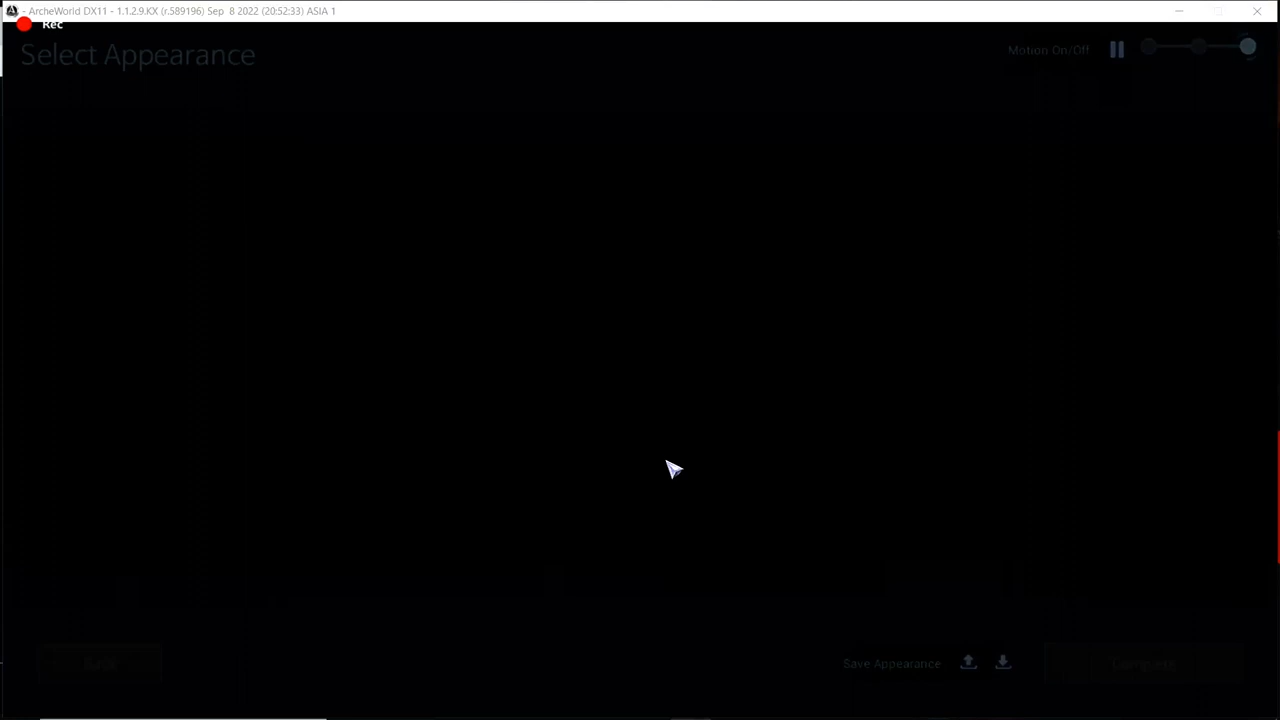 - ArcheWorld DX11 - 1.1.2.9.KX (r.589196) Sep  8 2022 (20:52:33) ASIA 1
Rec
Select Appearance
Motion On/Off
Save Appearance